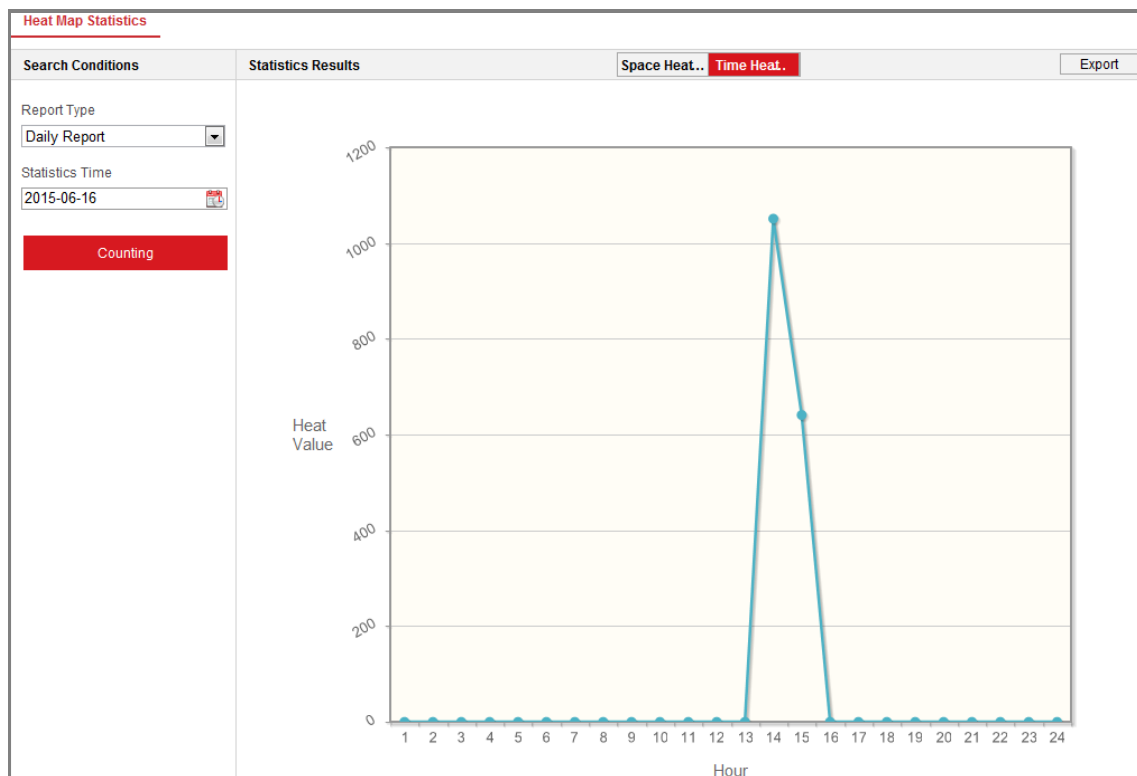 Heat Map Statistics
Search Conditions
Statistics Results
Space Heat...
Time Heat..
Export
Report Type
Daily Report
Statistics Time
2015-06-16
Counting
1200
1000
800
600
400
200
0
Heat
Value
1 2 3 4 5 6 7 8 9 10 11 12 13 14 15 16 17 18 19 20 21 22 23 24
Hour